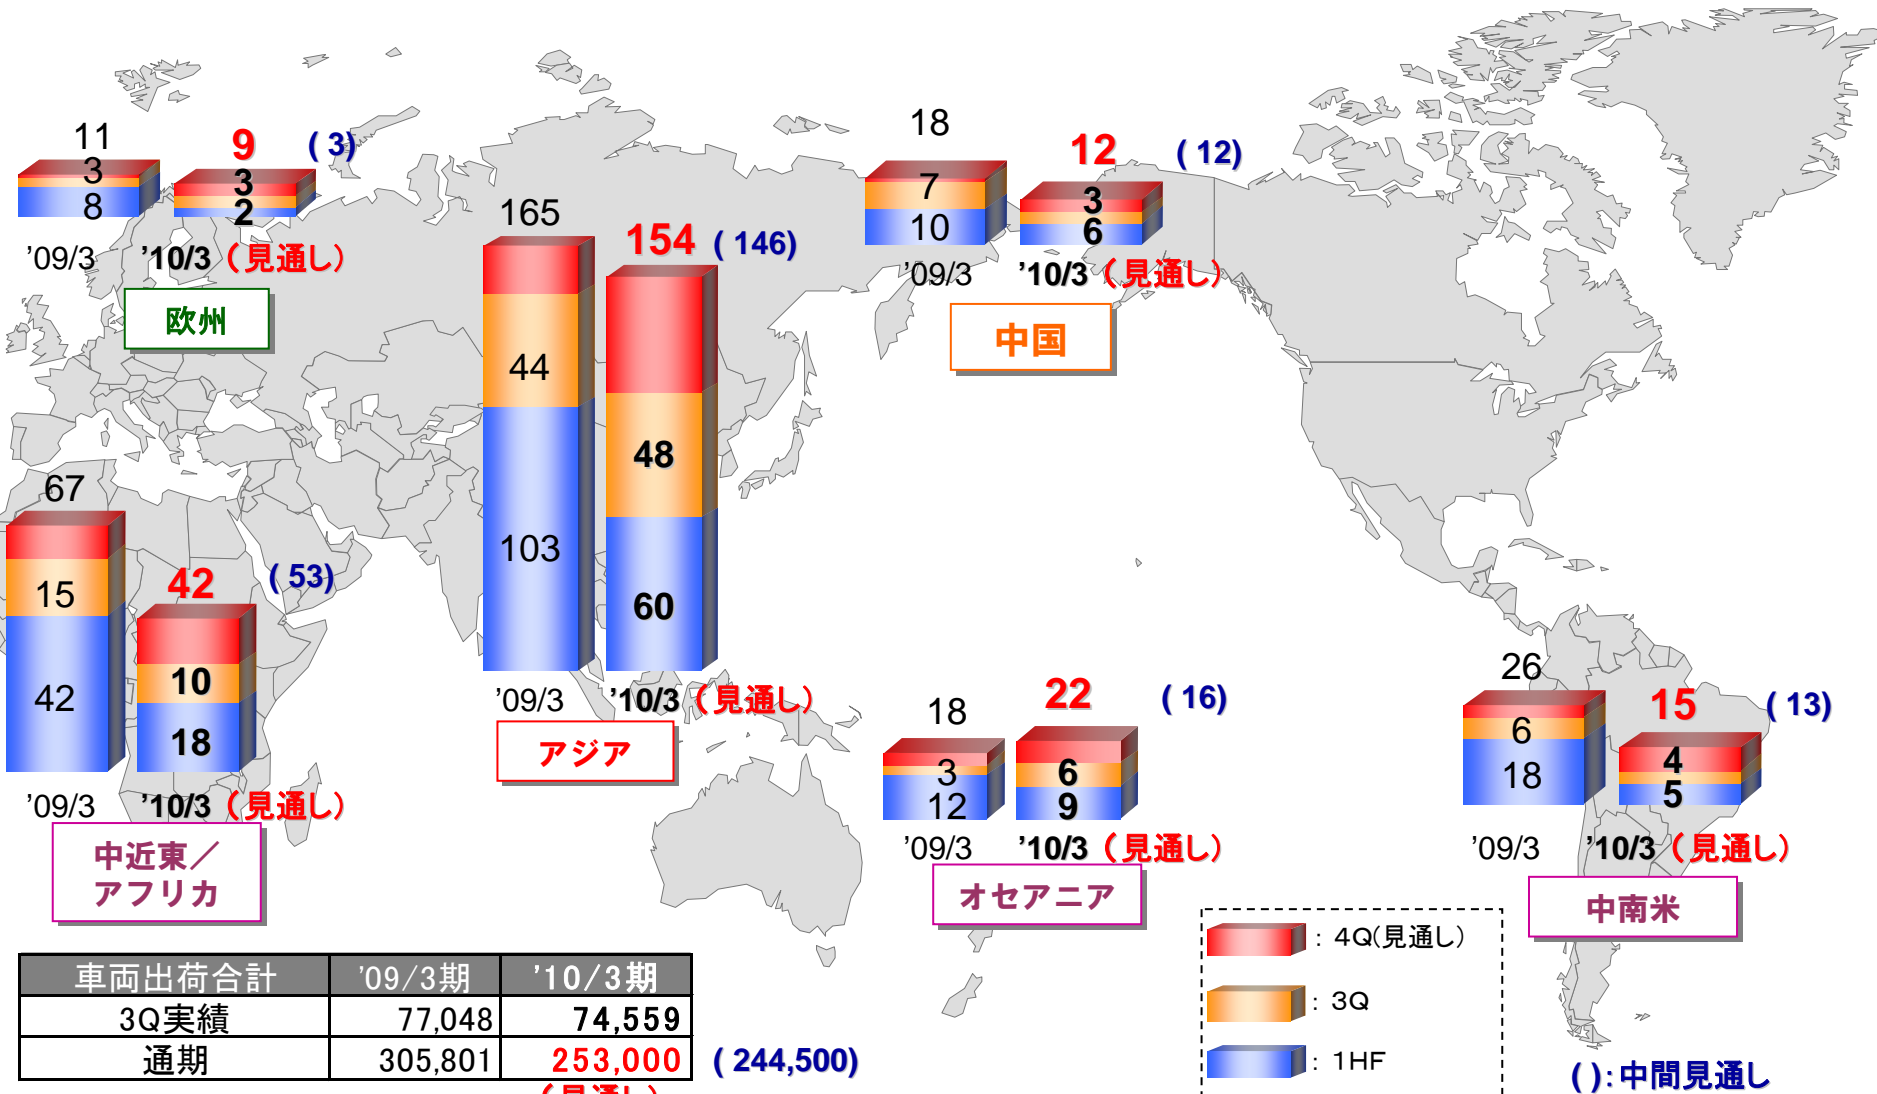 11
3
8
9
( 3)
3
2
'09/3
'10/3
(見通し)
欧州
165
44
103
154
( 146)
48
60
'09/3
'10/3
(見通し)
アジア
18
7
10
12
( 12)
3
6
'09/3
'10/3
(見通し)
中国
67
15
42
42
( 53)
10
18
'09/3
'10/3
(見通し)
中近東/
アフリカ
18
3
12
22
( 16)
6
9
'09/3
'10/3
(見通し)
オセアニア
26
6
18
15
( 13)
4
5
'09/3
'10/3
(見通し)
中南米
車両出荷合計 '09/3期 '10/3期
3Q実績 77,048 74,559
通期 305,801 253,000 ( 244,500)
(見通し)
: 4Q(見通し)
: 3Q
: 1HF
( ):中間見通し